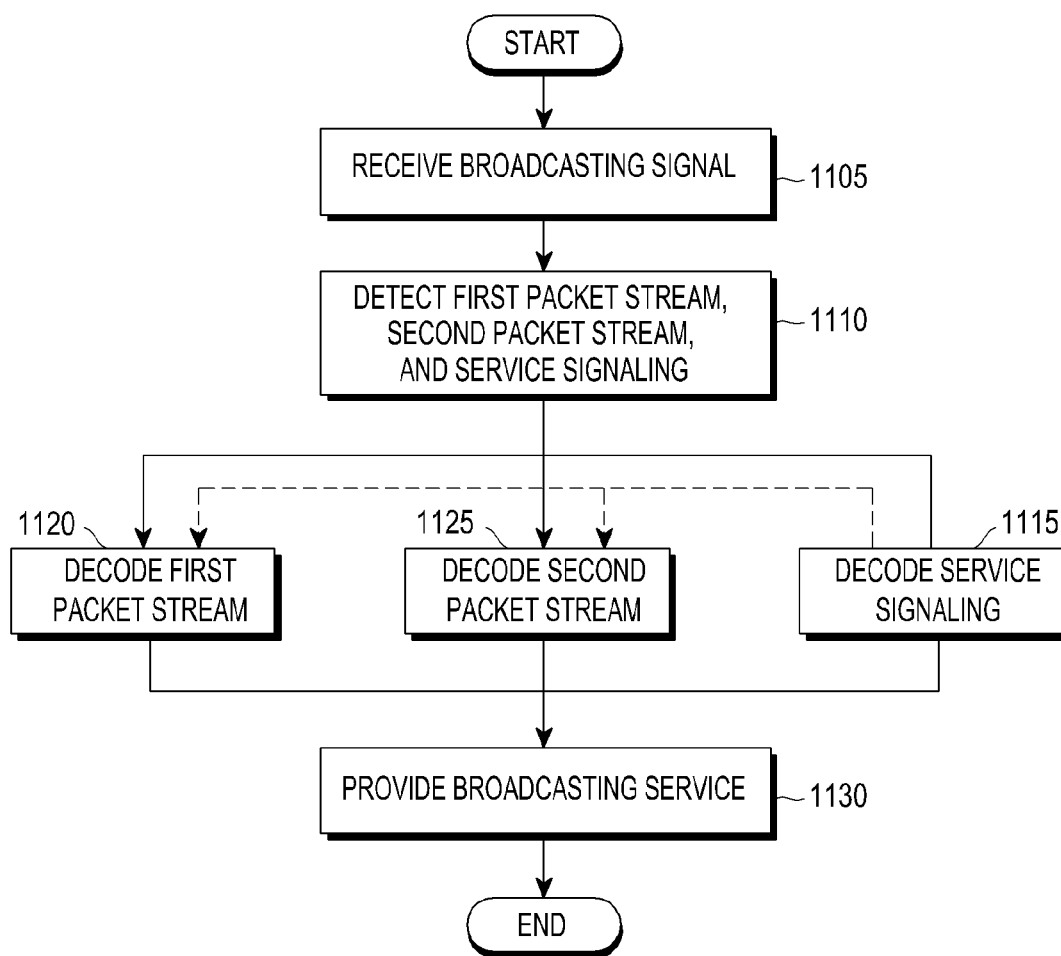 START
RECEIVE BROADCASTING SIGNAL
1105
DETECT FIRST PACKET STREAM,
SECOND PACKET STREAM,
AND SERVICE SIGNALING
1110
1120
DECODE FIRST
PACKET STREAM
1125
DECODE SECOND
PACKET STREAM
1115
DECODE SERVICE
SIGNALING
PROVIDE BROADCASTING SERVICE
1130
END